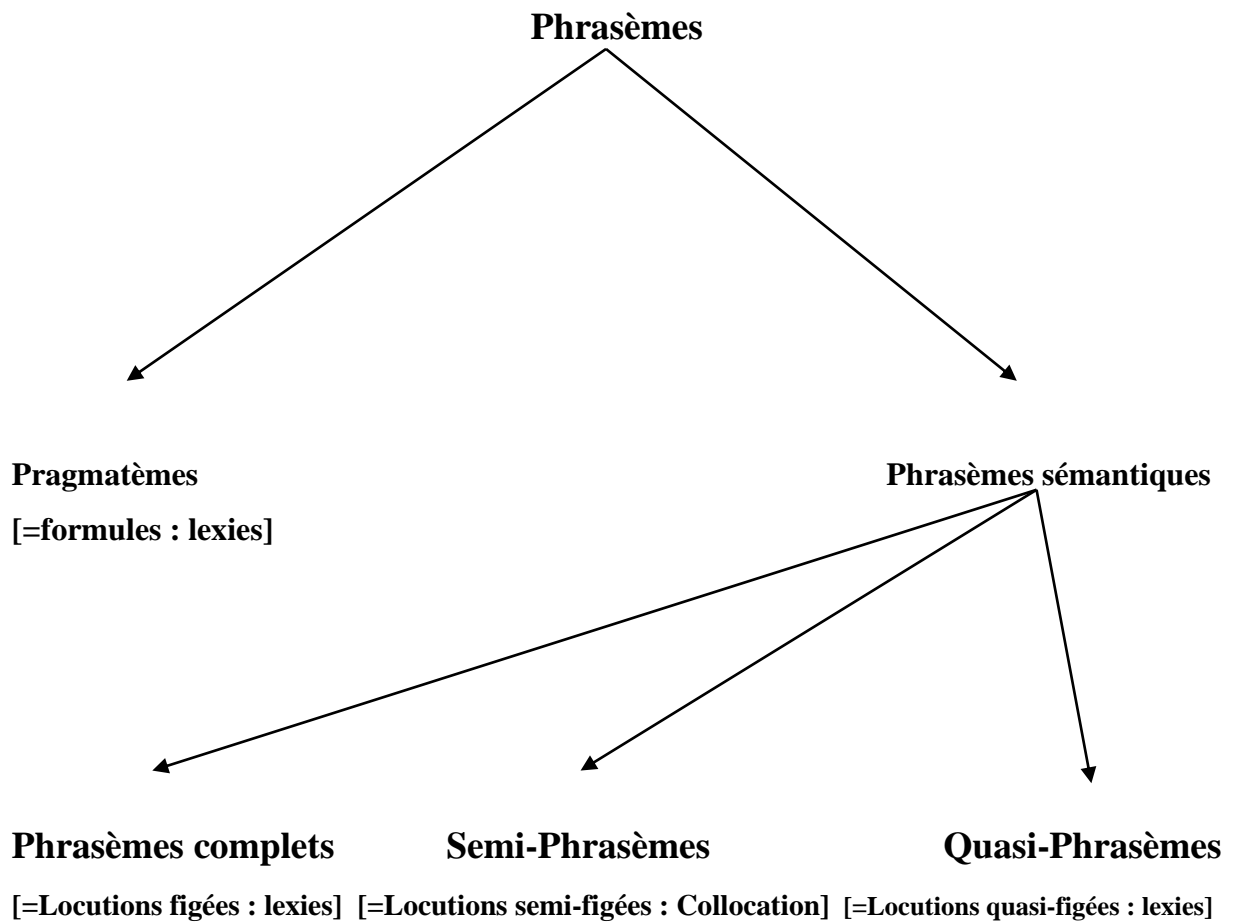 Phrasèmes
Pragmatèmes Phrasèmes sémantiques
[=formules : lexies]
Phrasèmes complets Semi-Phrasèmes Quasi-Phrasèmes
[=Locutions figées : lexies] [=Locutions semi-figées : Collocation] [=Locutions quasi-figées : lexies]